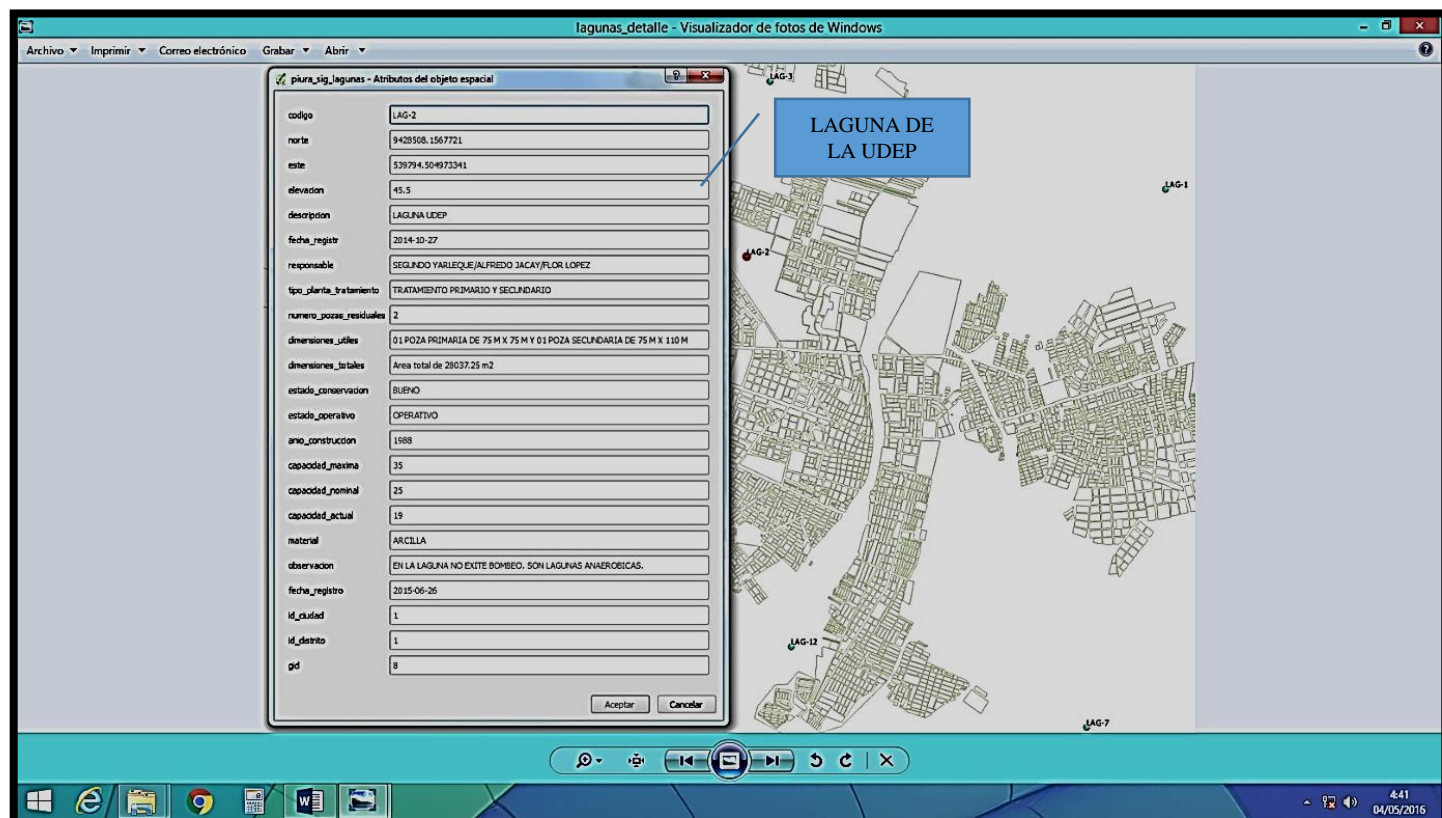 lagunas_detalle - Visualizador de fotos de Windows
Archivo Imprimir Correo electrónico Grabar Abrir
piura_sig_lagunas - Atributos del objeto espacial
codigo LAG-2
norte 9428508.1567721
este 539794.504973341
elevacion 45.5
descripcion LAGUNA UDEP
fecha_registr 2014-10-27
responsable SEGUNDO YARLEQUE/ALFREDO JACAY/FLOR LOPEZ
tipo_planta_tratamiento TRATAMIENTO PRIMARIO Y SECUNDARIO
numero_pozas_residuales 2
dimensiones_utiles 01 POZA PRIMARIA DE 75 M X 75 M Y 01 POZA SECUNDARIA DE 75 M X 110 M
dimensiones_totales Area total de 28037.25 m2
estado_conservacion BUENO
estado_operativo OPERATIVO
anio_construccion 1988
capacidad_maxima 35
capacidad_nominal 25
capacidad_actual 19
material ARCILLA
observacion EN LA LAGUNA NO EXITE BOMBEO. SON LAGUNAS ANAEROBICAS.
fecha_registro 2015-06-26
id_ciudad 1
id_distrito 1
gid 8
Aceptar Cancelar
LAG-3
LAGUNA DE
LA UDEP
LAG-1
LAG-2
LAG-12
LAG-7
4:41
04/05/2016